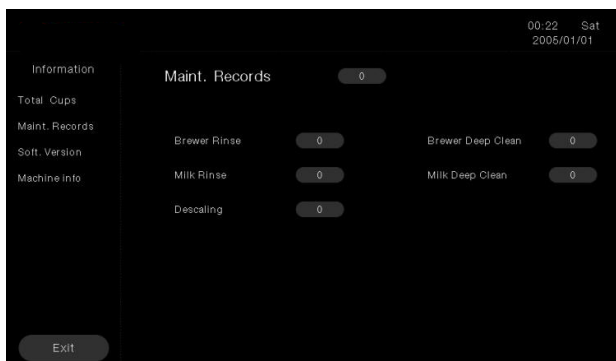 00:22 Sat
2005/01/01
Information
Total Cups
Maint. Records
Soft. Version
Machine info
Exit
Maint. Records 0
Brewer Rinse 0 Brewer Deep Clean 0
Milk Rinse 0 Milk Deep Clean 0
Descaling 0